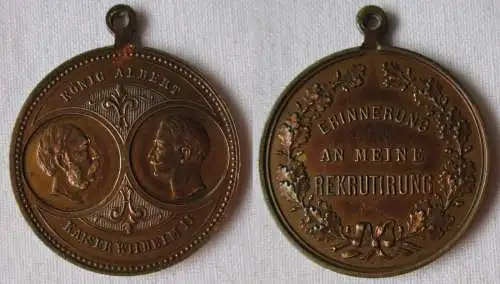 KÖNIG ALBERT
KAISER WILHELM II
ERINNERUNG
AN MEINE
REKRUTIRUNG